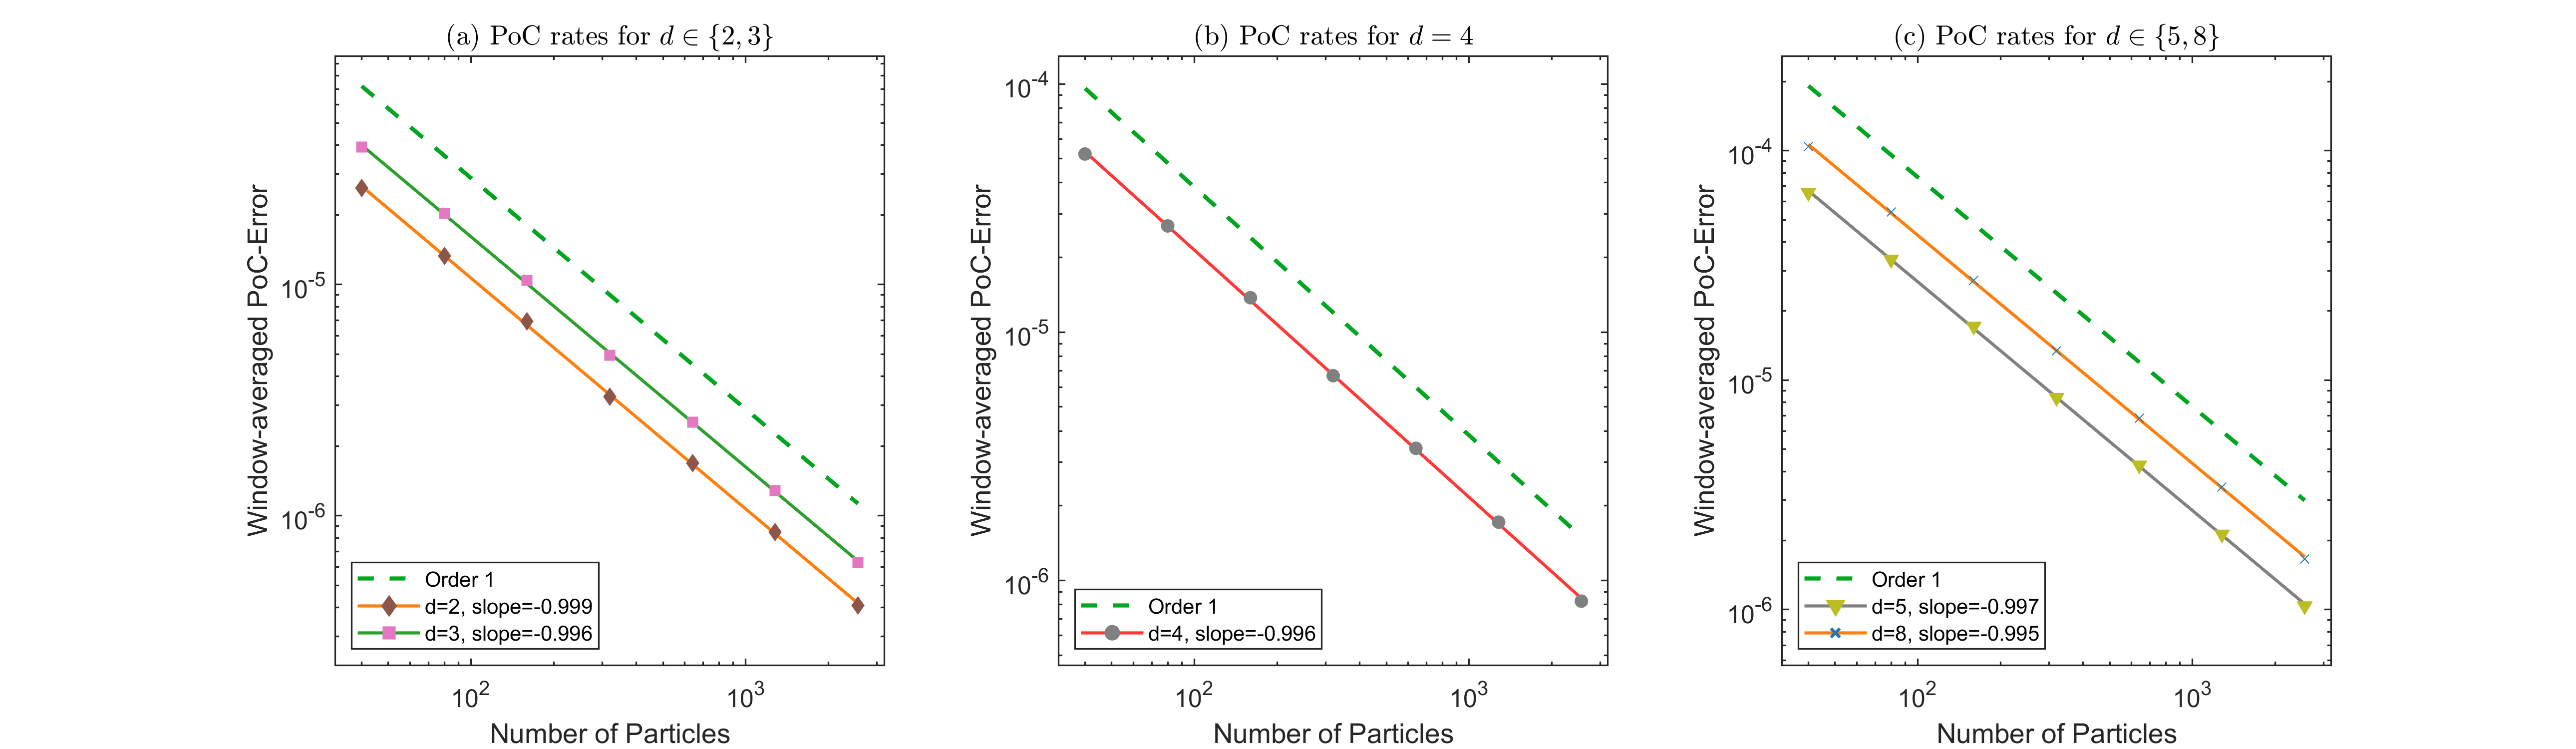 (a) PoC rates for d ∈ {2, 3}
Window-averaged PoC-Error
10^-5
10^-6
Order 1
d=2, slope=-0.999
d=3, slope=-0.996
10^2
10^3
Number of Particles
(b) PoC rates for d = 4
Window-averaged PoC-Error
10^-4
10^-5
10^-6
Order 1
d=4, slope=-0.996
10^2
10^3
Number of Particles
(c) PoC rates for d ∈ {5, 8}
Window-averaged PoC-Error
10^-4
10^-5
10^-6
Order 1
d=5, slope=-0.997
d=8, slope=-0.995
10^2
10^3
Number of Particles